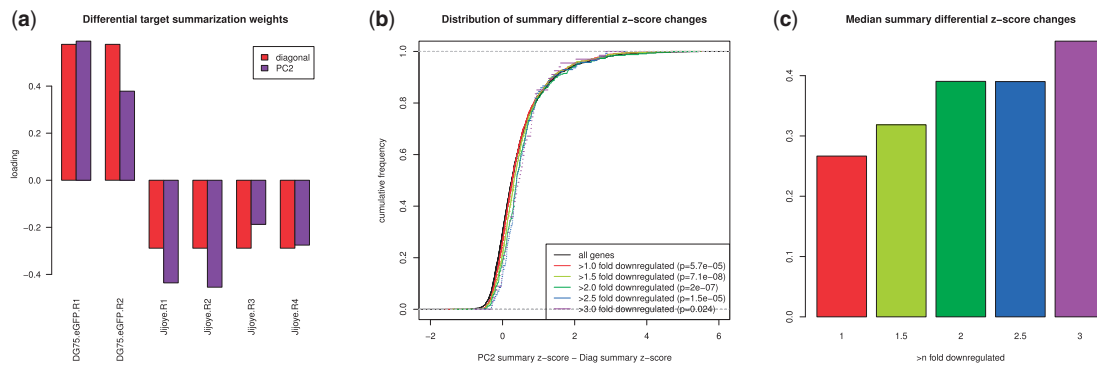 (a) Differential target summarization weights
diagonal
PC2
loading
0.4
0.2
0.0
−0.2
−0.4
DG75.eGFP.R1
DG75.eGFP.R2
Jijoye.R1
Jijoye.R2
Jijoye.R3
Jijoye.R4
(b) Distribution of summary differential z−score changes
cumulative frequency
1.0
0.8
0.6
0.4
0.2
0.0
all genes
>1.0 fold downregulated (p=5.7e−05)
>1.5 fold downregulated (p=7.1e−08)
>2.0 fold downregulated (p=2e−07)
>2.5 fold downregulated (p=1.5e−05)
>3.0 fold downregulated (p=0.024)
−2 0 2 4 6
PC2 summary z−score − Diag summary z−score
(c) Median summary differential z−score changes
0.4
0.3
0.2
0.1
0.0
1 1.5 2 2.5 3
>n fold downregulated